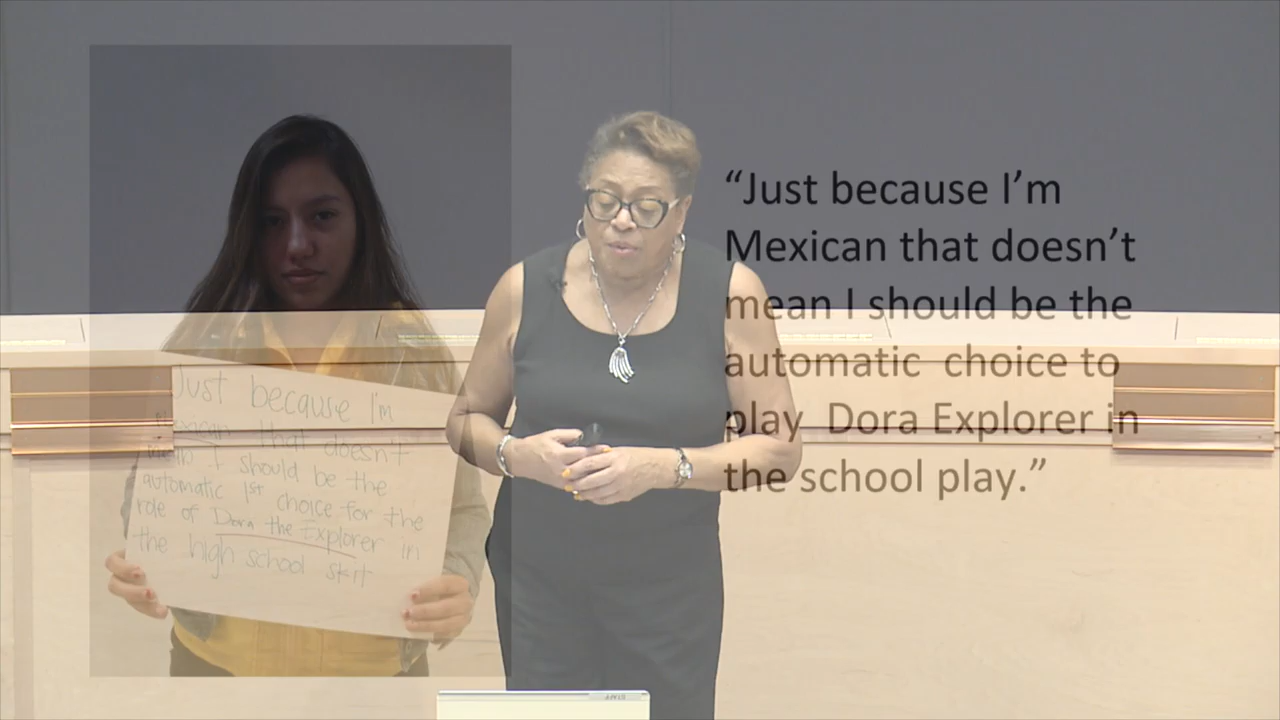 Just because I'm
Mexican that doesn't
mean I should be the
automatic 1st choice for the
role of Dora the Explorer in
the high school skit
“Just because I’m
Mexican that doesn’t
mean I should be the
automatic choice to
play Dora Explorer in
the school play.”